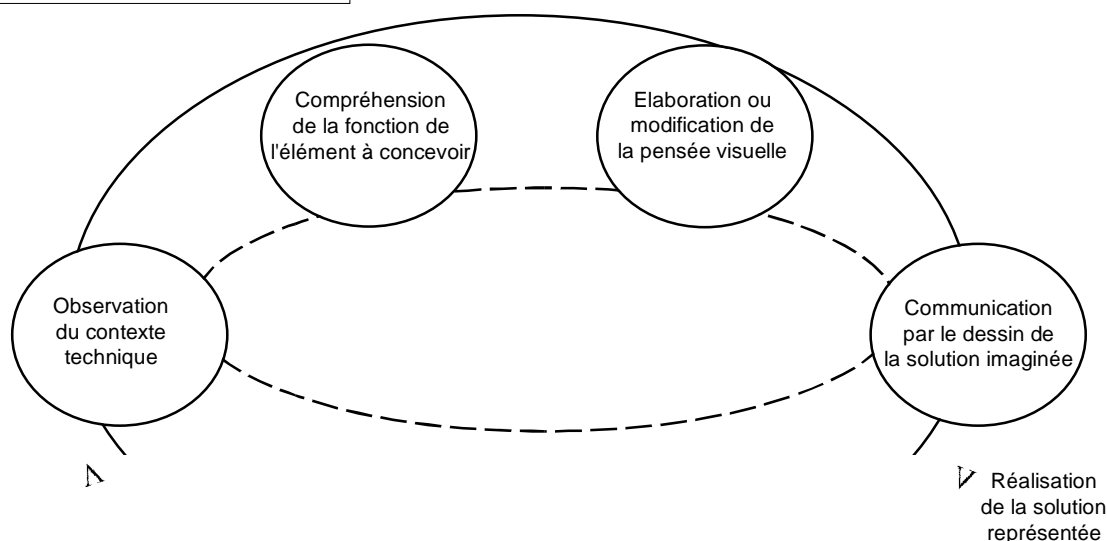 Compréhension
de la fonction de
l'élément à concevoir
Elaboration ou
modification de
la pensée visuelle
Observation
du contexte
technique
Communication
par le dessin de
la solution imaginée
Réalisation
de la solution
représentée